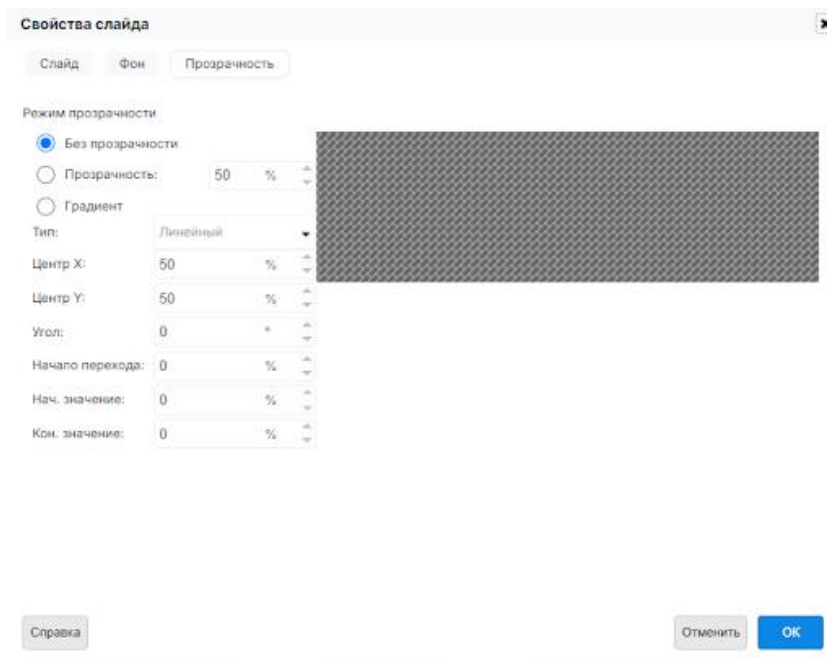 Свойства слайда
Слайд Фон Прозрачность
Режим прозрачности
Без прозрачности
Прозрачность: 50 %
Градиент
Тип: Линейный
Центр X: 50 %
Центр Y: 50 %
Угол: 0 °
Начало перехода: 0 %
Нач. значение: 0 %
Кон. значение: 0 %
Справка Отменить OK